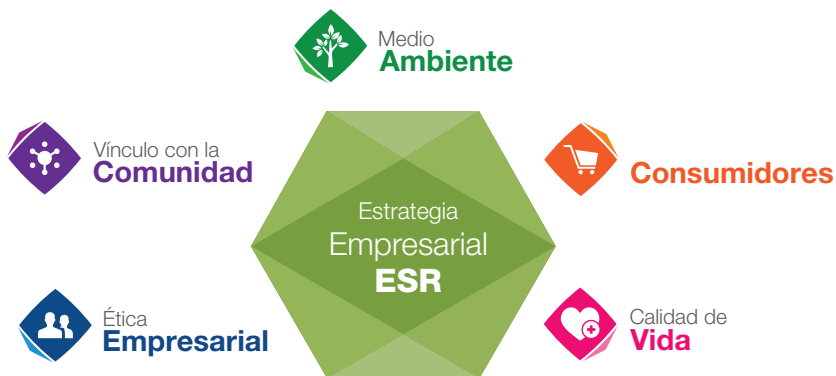 Medio
Ambiente
Vínculo con la
Comunidad
Consumidores
Estrategia
Empresarial
ESR
Ética
Empresarial
Calidad de
Vida